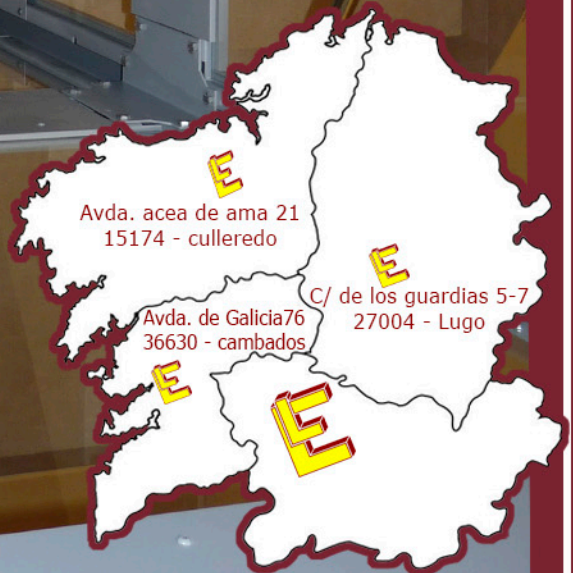 E
Avda. acea de ama 21
15174 - culleredo
E
C/ de los guardias 5-7
27004 - Lugo
Avda. de Galicia76
36630 - cambados
E
E